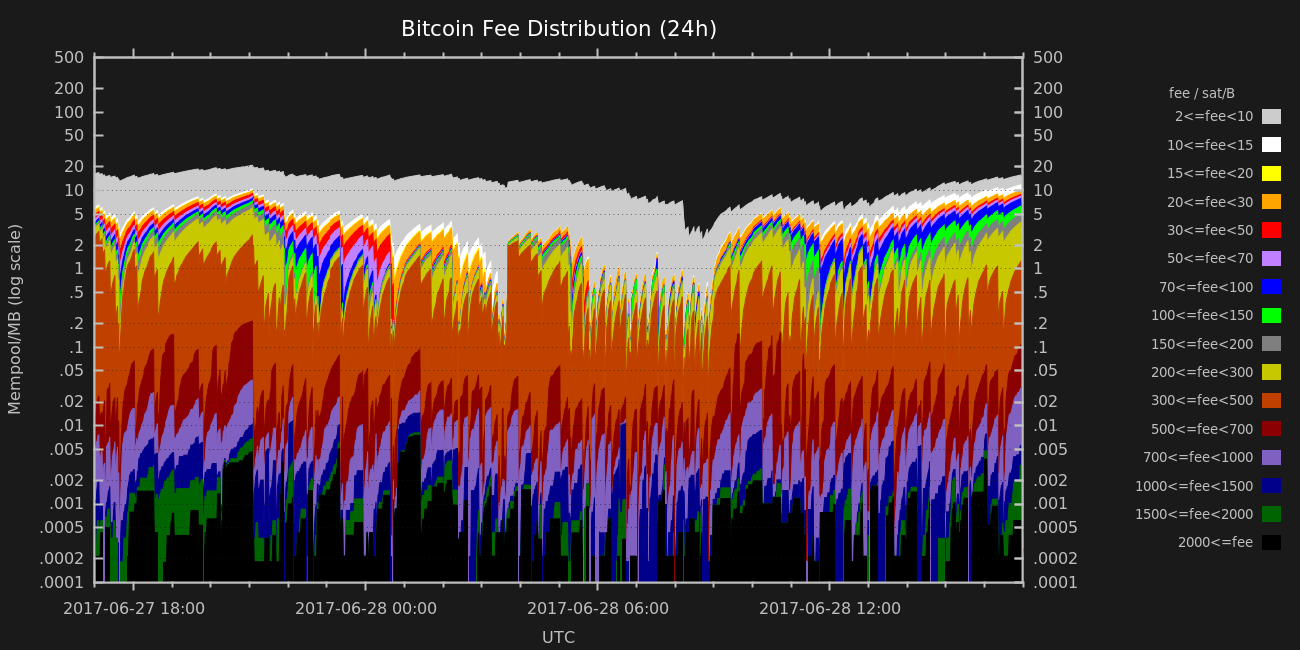 Bitcoin Fee Distribution (24h)
500
200
100
50
20
10
5
2
1
.5
.2
.1
.05
.02
.01
.005
.002
.001
.0005
.0002
.0001
Mempool/MB (log scale)
500
200
100
50
20
10
5
2
1
.5
.2
.1
.05
.02
.01
.005
.002
.001
.0005
.0002
.0001
2017-06-27 18:00 2017-06-28 00:00 2017-06-28 06:00 2017-06-28 12:00
UTC
fee / sat/B
2<=fee<10
10<=fee<15
15<=fee<20
20<=fee<30
30<=fee<50
50<=fee<70
70<=fee<100
100<=fee<150
150<=fee<200
200<=fee<300
300<=fee<500
500<=fee<700
700<=fee<1000
1000<=fee<1500
1500<=fee<2000
2000<=fee